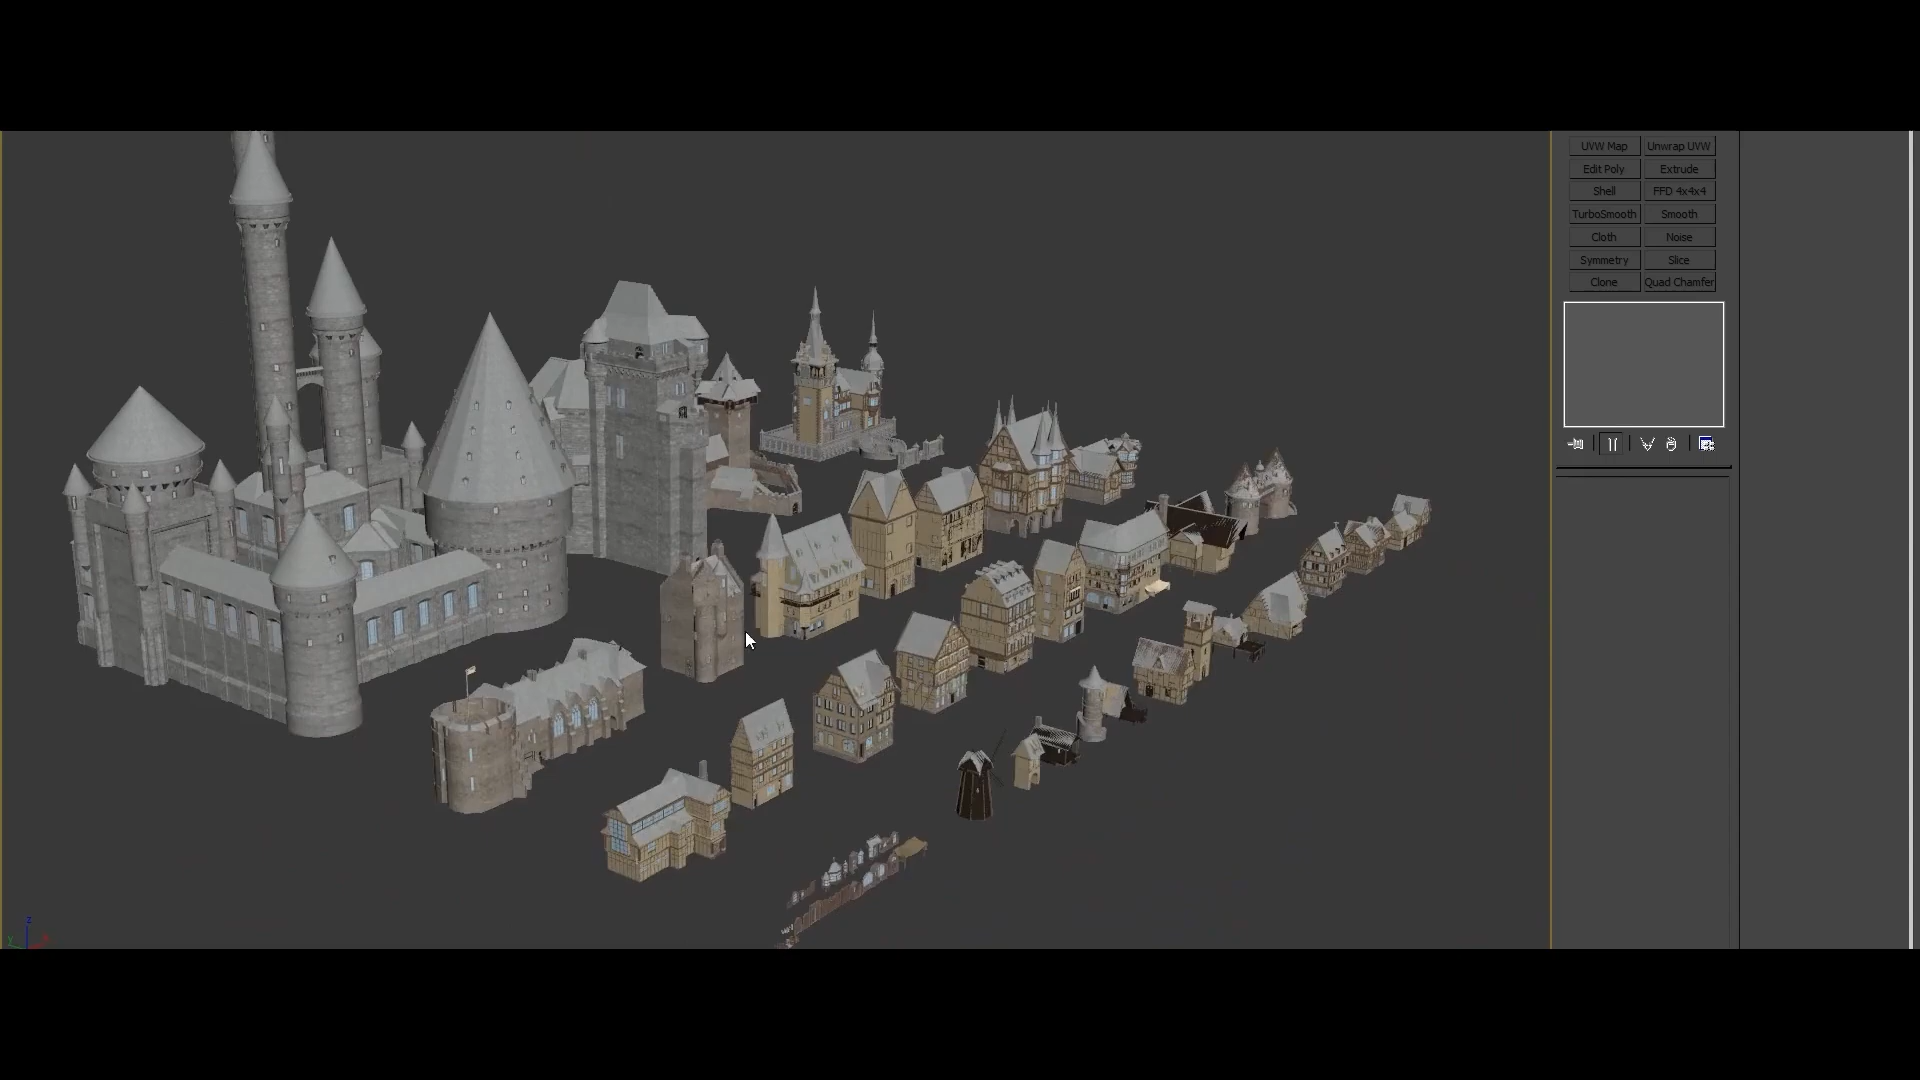 UVW Map Unwrap UVW
Edit Poly Extrude
Shell FFD 4x4x4
TurboSmooth Smooth
Cloth Noise
Symmetry Slice
Clone Quad Chamfer
z
y
x